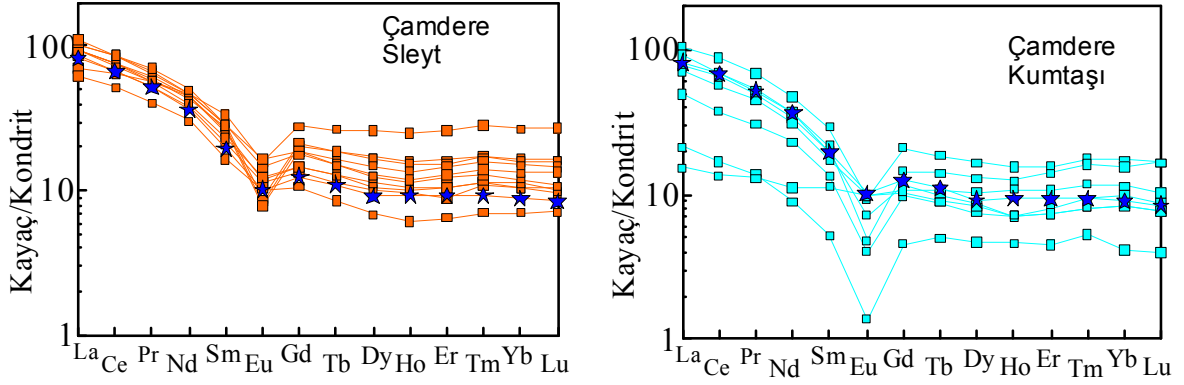 Çamdere
Sleyt
Kayaç/Kondrit
100
10
1
La Ce Pr Nd Sm Eu Gd Tb Dy Ho Er Tm Yb Lu
Çamdere
Kumtaşı
Kayaç/Kondrit
100
10
1
La Ce Pr Nd Sm Eu Gd Tb Dy Ho Er Tm Yb Lu